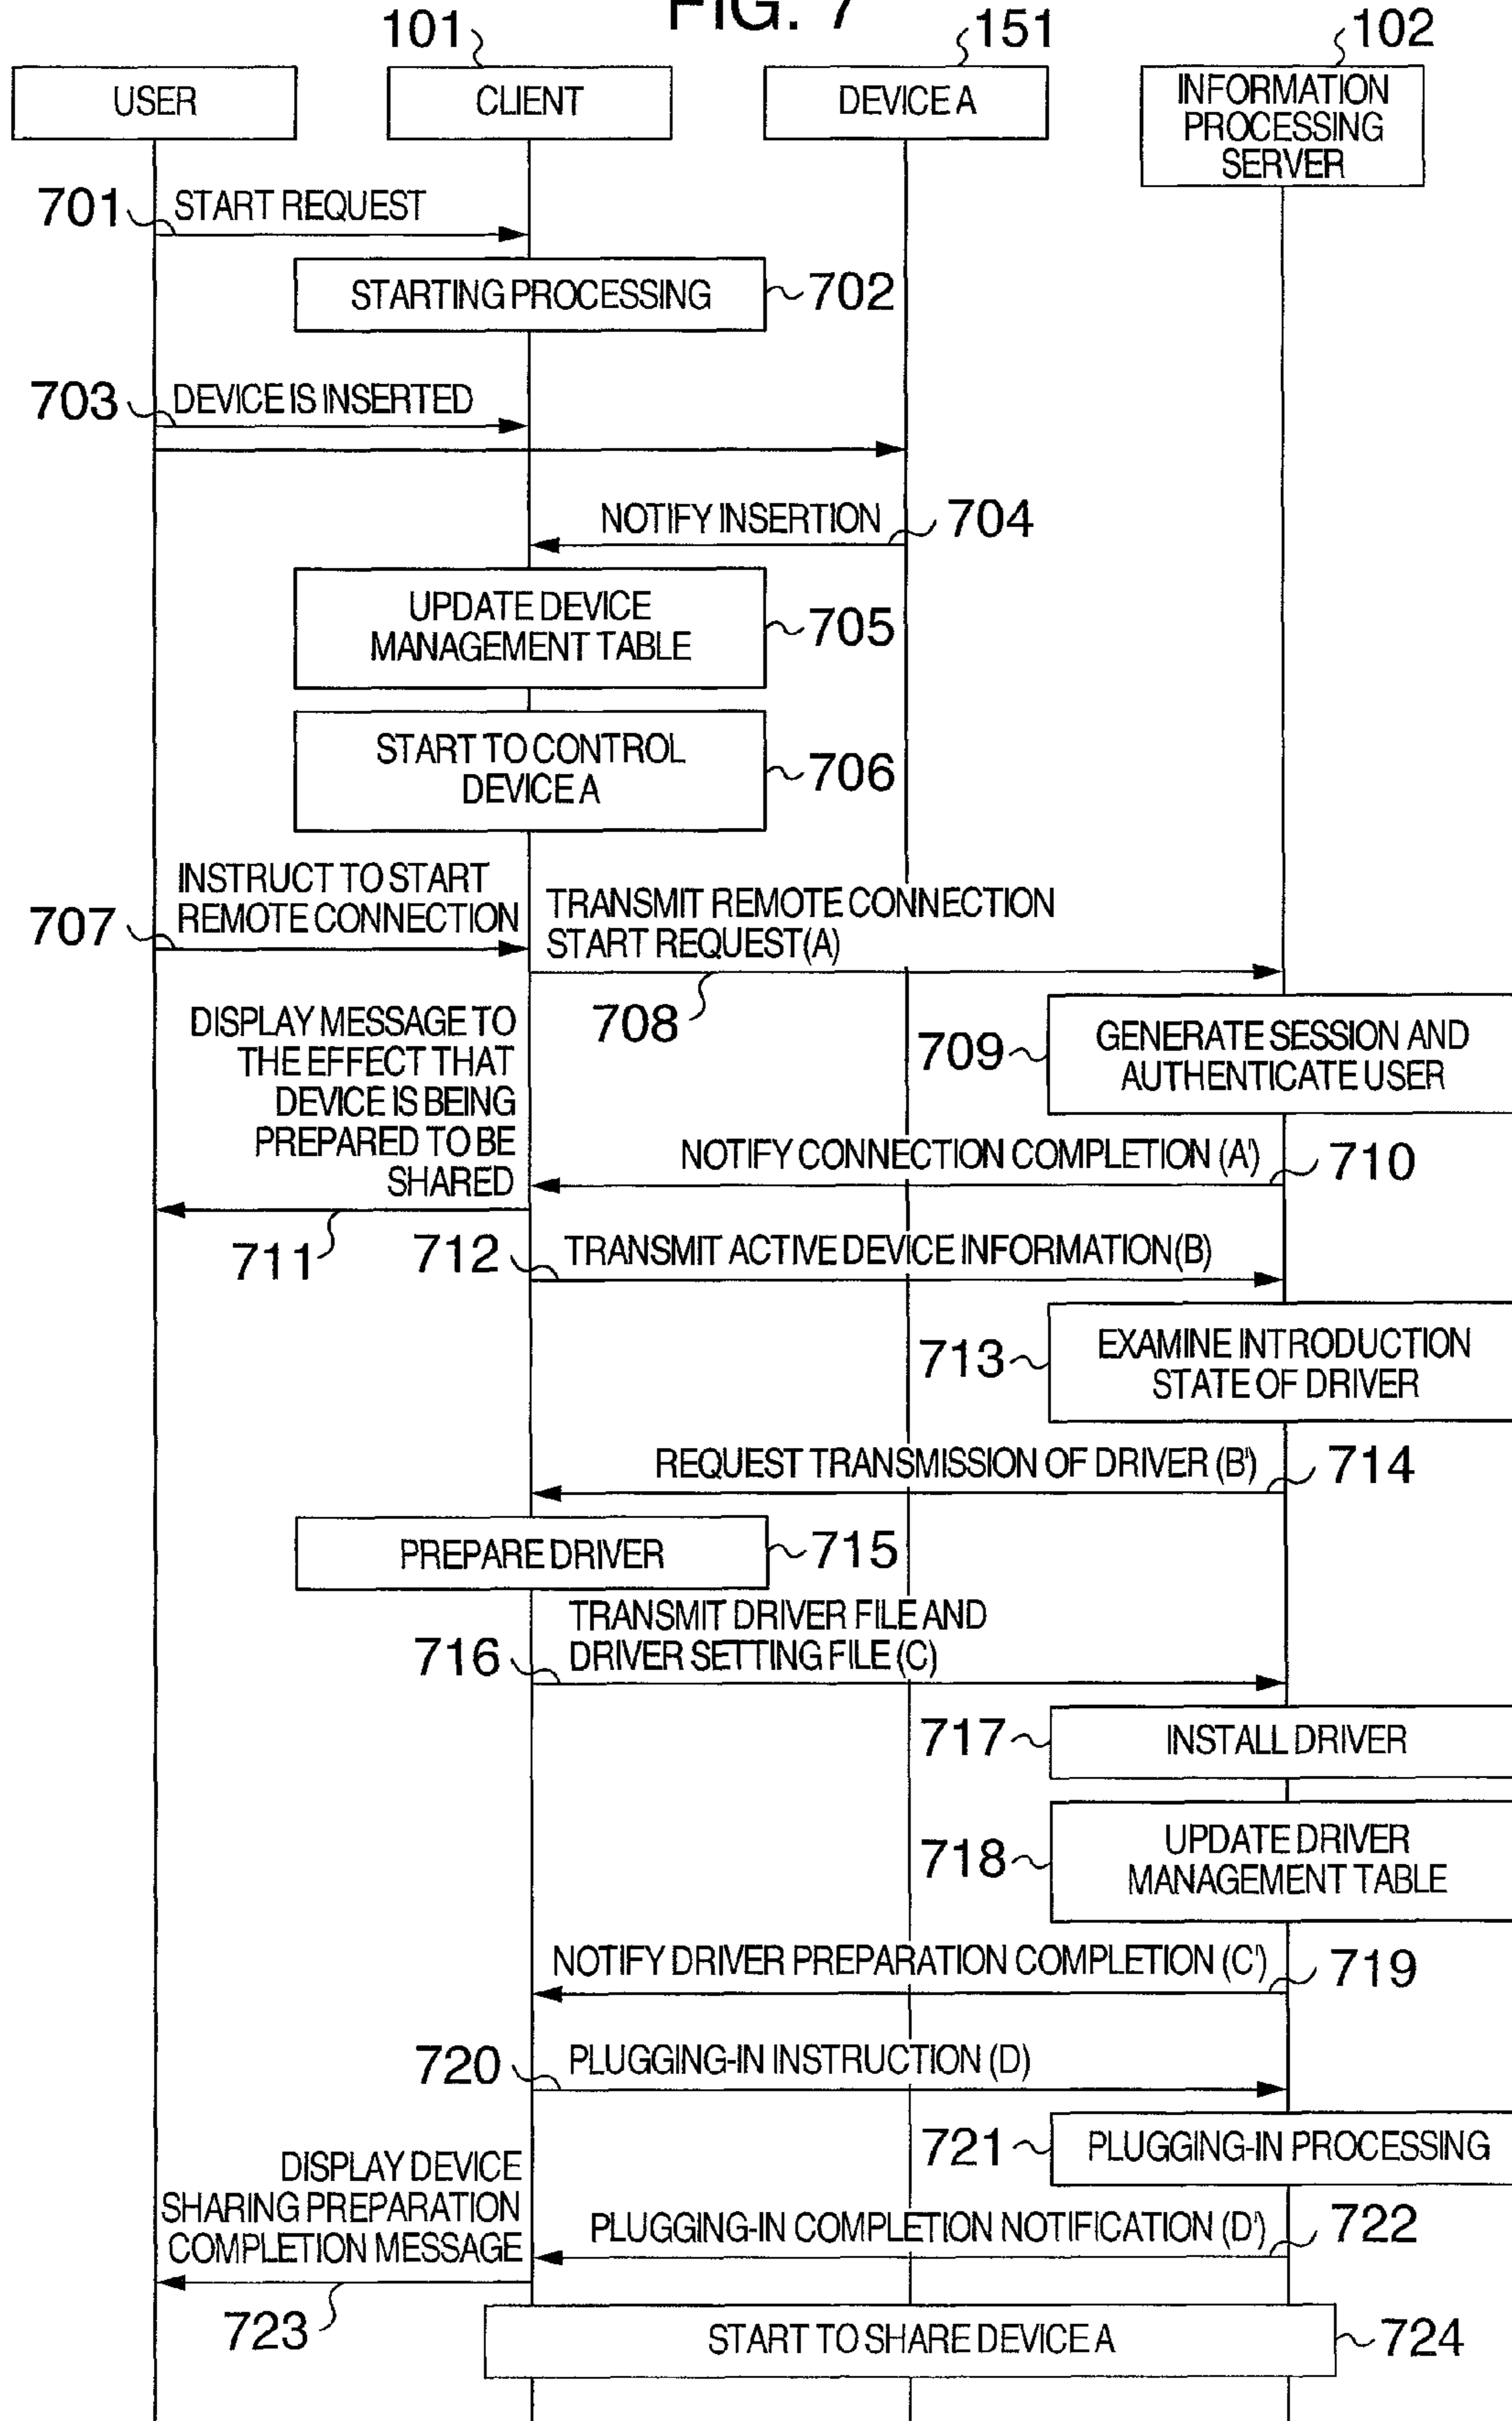 FIG. 7
101
151
102
USER
CLIENT
DEVICE A
INFORMATION
PROCESSING
SERVER
701
START REQUEST
STARTING PROCESSING
702
703
DEVICE IS INSERTED
NOTIFY INSERTION
704
UPDATE DEVICE
MANAGEMENT TABLE
705
START TO CONTROL
DEVICE A
706
INSTRUCT TO START
REMOTE CONNECTION
707
TRANSMIT REMOTE CONNECTION
START REQUEST(A)
708
709
GENERATE SESSION AND
AUTHENTICATE USER
DISPLAY MESSAGE TO
THE EFFECT THAT
DEVICE IS BEING
PREPARED TO BE
SHARED
NOTIFY CONNECTION COMPLETION (A')
710
711
712
TRANSMIT ACTIVE DEVICE INFORMATION(B)
713
EXAMINE INTRODUCTION
STATE OF DRIVER
REQUEST TRANSMISSION OF DRIVER (B')
714
PREPARE DRIVER
715
TRANSMIT DRIVER FILE AND
DRIVER SETTING FILE (C)
716
717
INSTALL DRIVER
718
UPDATE DRIVER
MANAGEMENT TABLE
NOTIFY DRIVER PREPARATION COMPLETION (C')
719
720
PLUGGING-IN INSTRUCTION (D)
721
PLUGGING-IN PROCESSING
DISPLAY DEVICE
SHARING PREPARATION
COMPLETION MESSAGE
PLUGGING-IN COMPLETION NOTIFICATION (D')
722
723
START TO SHARE DEVICE A
724